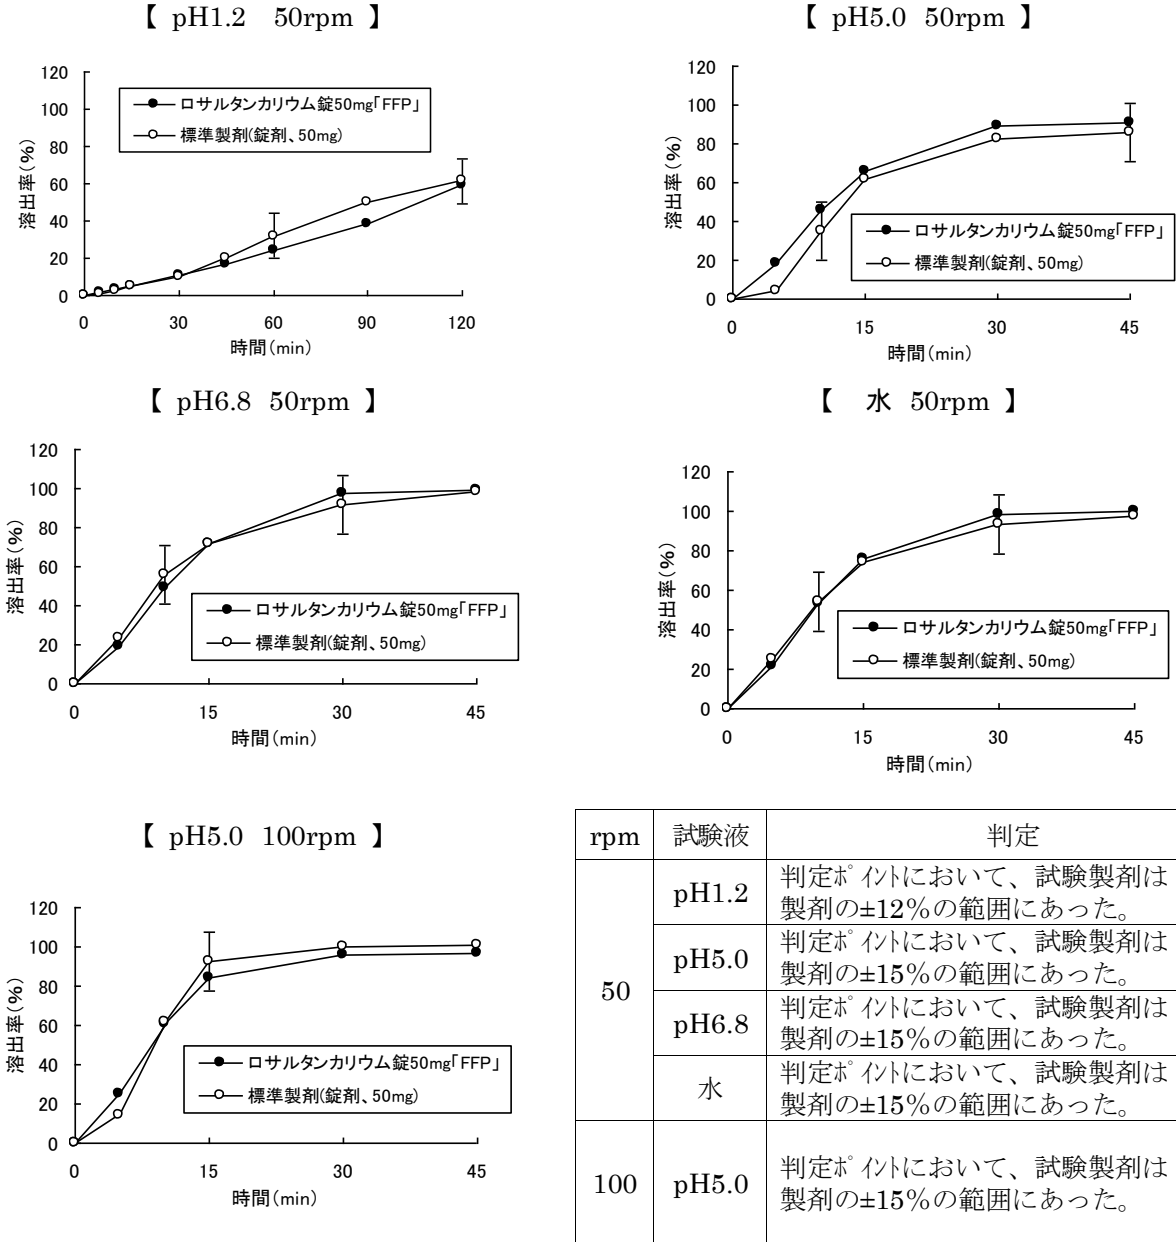 【 pH1.2 50rpm 】
120
100
80
60
40
20
0
溶出率(%)
ロサルタンカリウム錠50mg「FFP」
標準製剤(錠剤、50mg)
0 30 60 90 120
時間(min)
【 pH5.0 50rpm 】
120
100
80
60
40
20
0
溶出率(%)
ロサルタンカリウム錠50mg「FFP」
標準製剤(錠剤、50mg)
0 15 30 45
時間(min)
【 pH6.8 50rpm 】
120
100
80
60
40
20
0
溶出率(%)
ロサルタンカリウム錠50mg「FFP」
標準製剤(錠剤、50mg)
0 15 30 45
時間(min)
【 水 50rpm 】
120
100
80
60
40
20
0
溶出率(%)
ロサルタンカリウム錠50mg「FFP」
標準製剤(錠剤、50mg)
0 15 30 45
時間(min)
【 pH5.0 100rpm 】
120
100
80
60
40
20
0
溶出率(%)
ロサルタンカリウム錠50mg「FFP」
標準製剤(錠剤、50mg)
0 15 30 45
時間(min)
rpm 試験液 判定
50
pH1.2
判定ポイントにおいて、試験製剤は
製剤の±12%の範囲にあった。
pH5.0
判定ポイントにおいて、試験製剤は
製剤の±15%の範囲にあった。
pH6.8
判定ポイントにおいて、試験製剤は
製剤の±15%の範囲にあった。
水
判定ポイントにおいて、試験製剤は
製剤の±15%の範囲にあった。
100 pH5.0
判定ポイントにおいて、試験製剤は
製剤の±15%の範囲にあった。